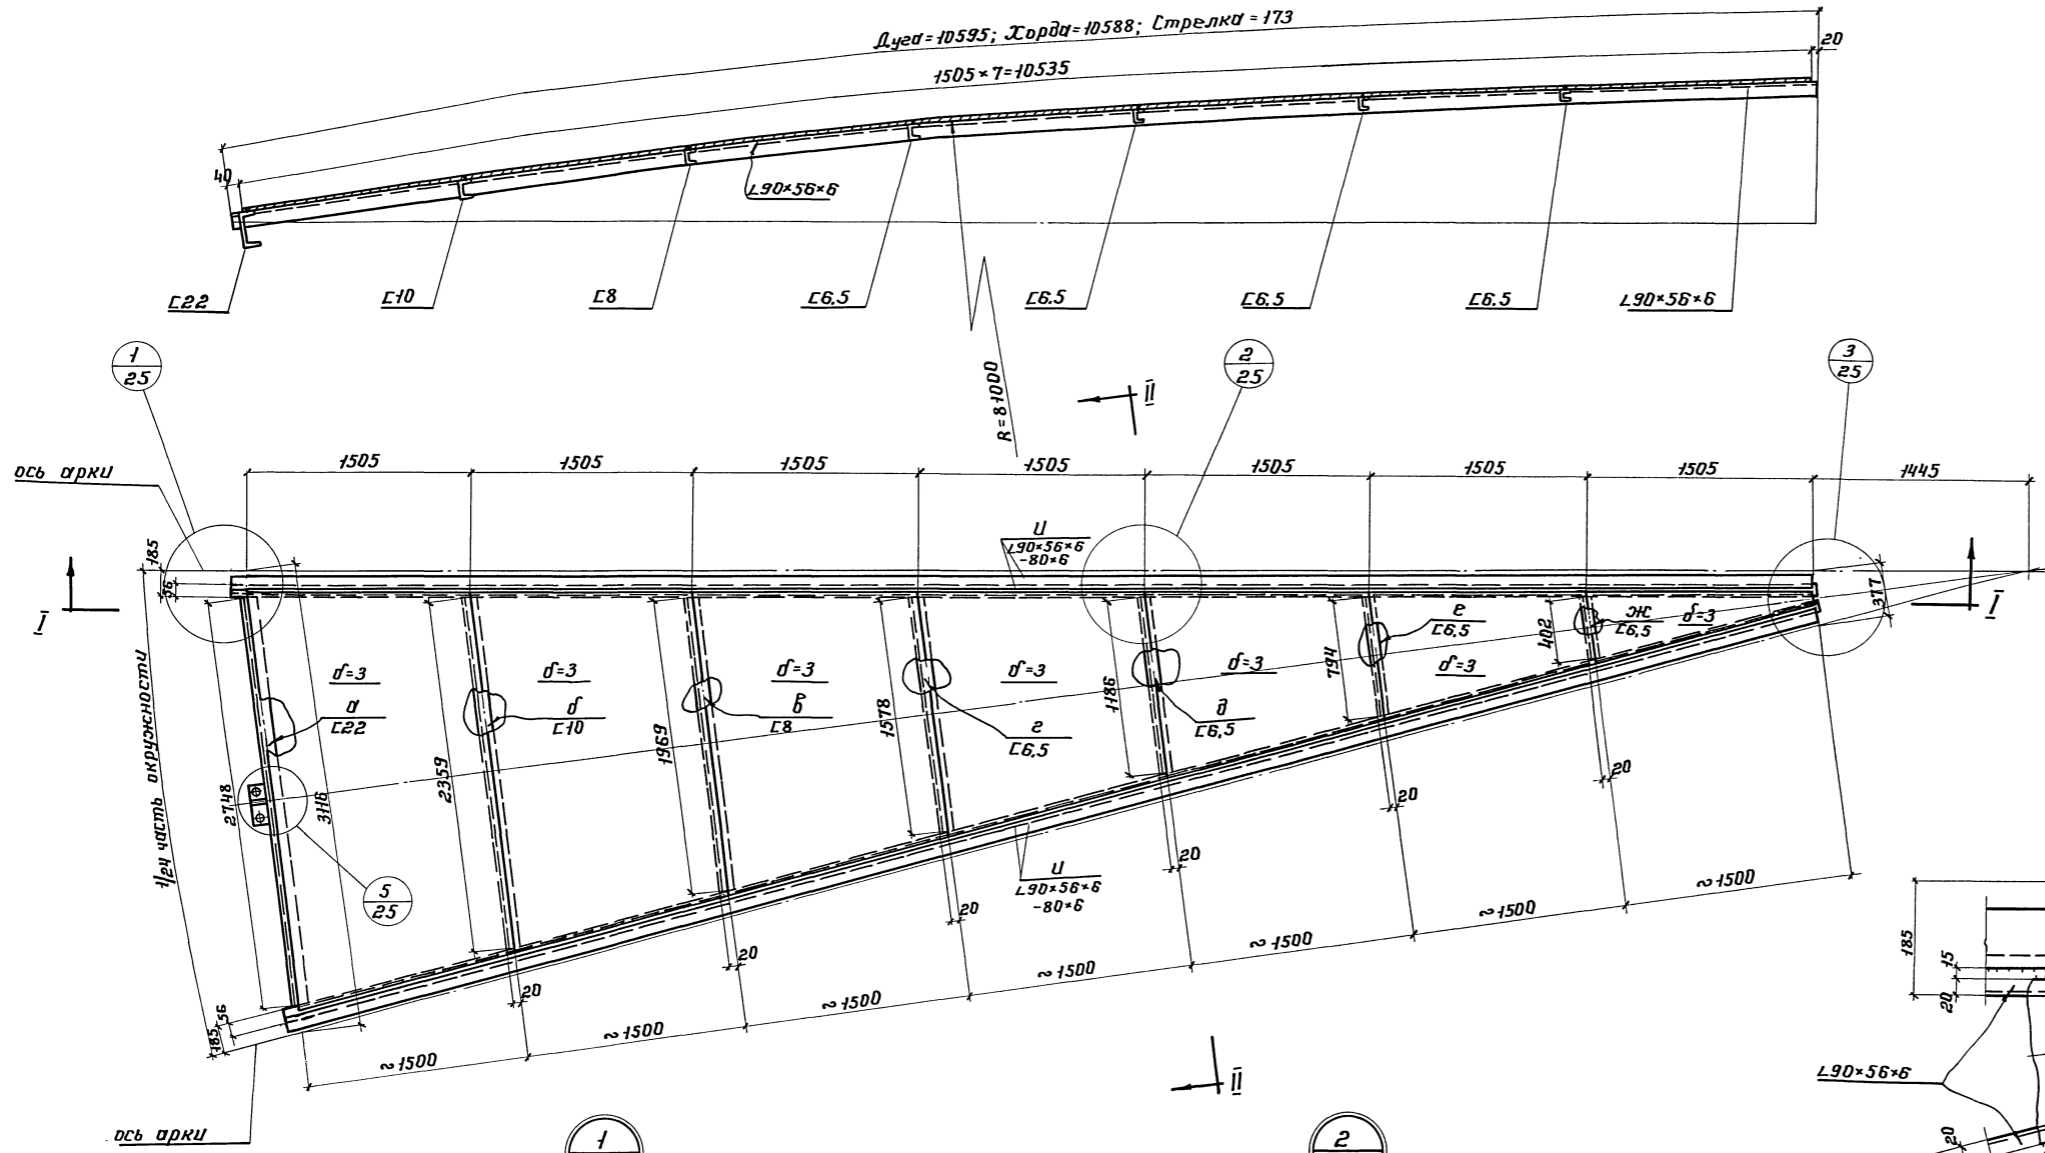 Дуга=10595; Хорда=10588; Стрелка=173
20
1505×7=10535
40
L90×56×6
[22
[10
[8
[6,5
[6.5
[6.5
[6.5
L90×56×6
R=81000
1
25
2
25
3
25
II
ось арки
1505
1505
1505
1505
1505
1505
1505
1445
185
56
I
и
L90×56×6
-80×6
377
I
1/24 часть окружности
δ=3
δ=3
δ=3
δ=3
δ=3
δ=3
δ=3
а
[22
б
[10
в
[8
г
[6,5
д
[6,5
е
[6,5
ж
[6,5
2748
3116
2359
1969
1578
1186
794
402
5
25
и
L90×56×6
-80×6
20
20
20
20
20
20
~1500
~1500
~1500
~1500
~1500
~1500
~1500
56
185
ось арки
II
1
2
185
15
20
L90×56×6
20